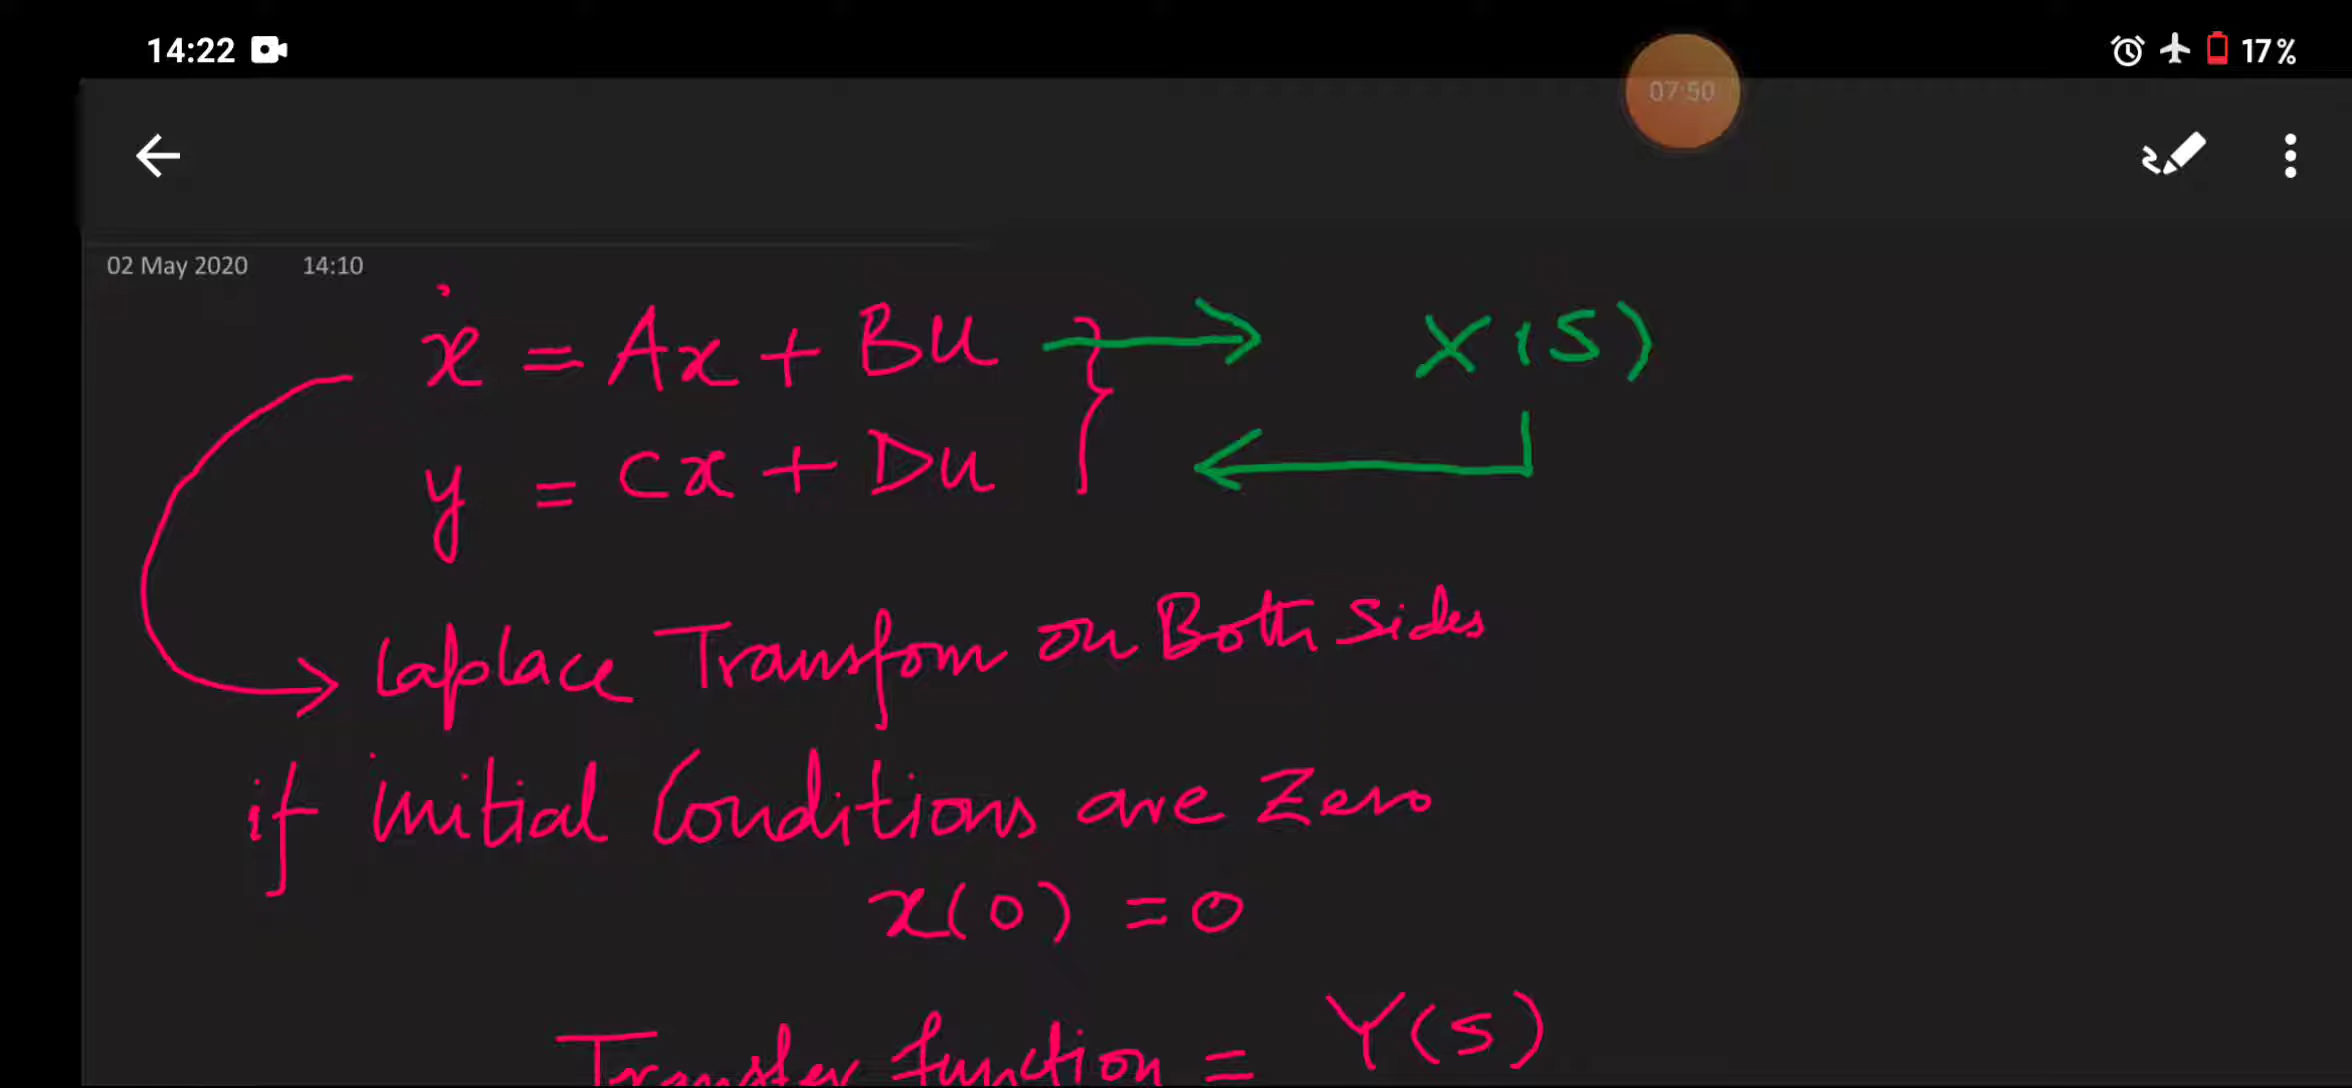 14:22 17%
07:50
02 May 2020 14:10
ẋ = Ax + Bu X(S)
y = Cx + Du
Laplace Transfom on Both Sides
if initial Conditions are Zero
x(0) = 0
Transfer function = Y(S)